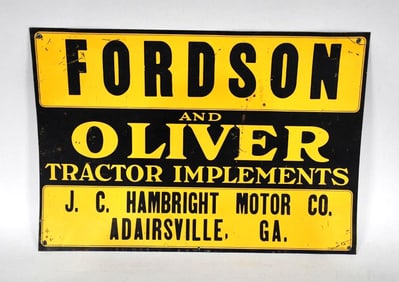 FORDSON
AND
OLIVER
TRACTOR IMPLEMENTS
J. C. HAMBRIGHT MOTOR CO.
ADAIRSVILLE, GA.